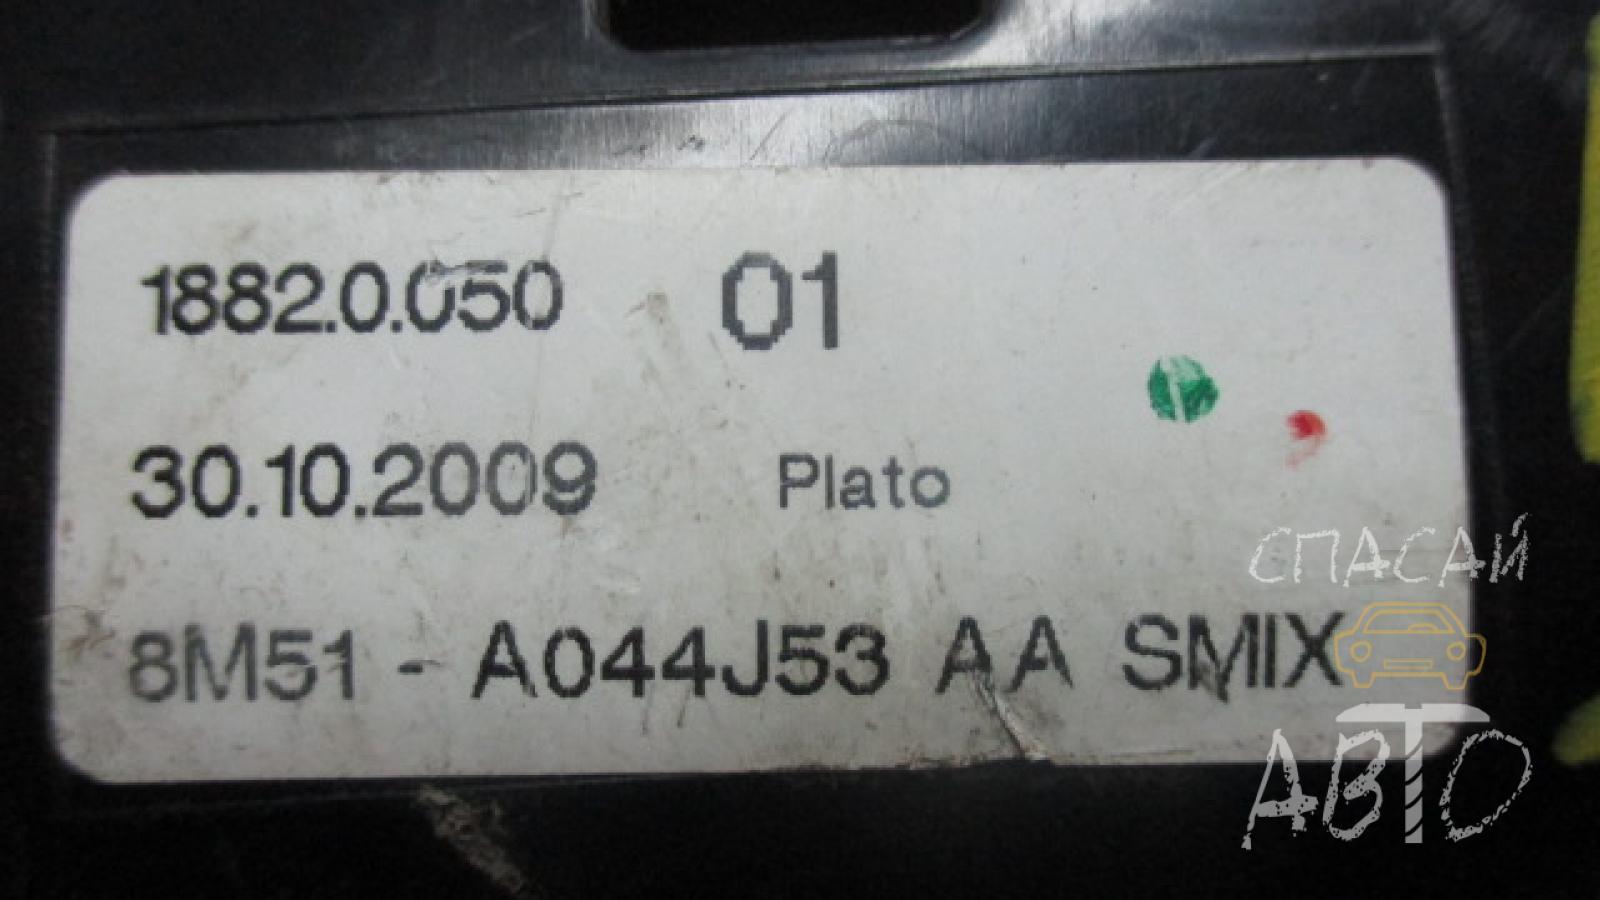 1882.0.050 01
30.10.2009 Plato
8M51 - A044J53 AA SMIX
СПАСАЙ
АВТО